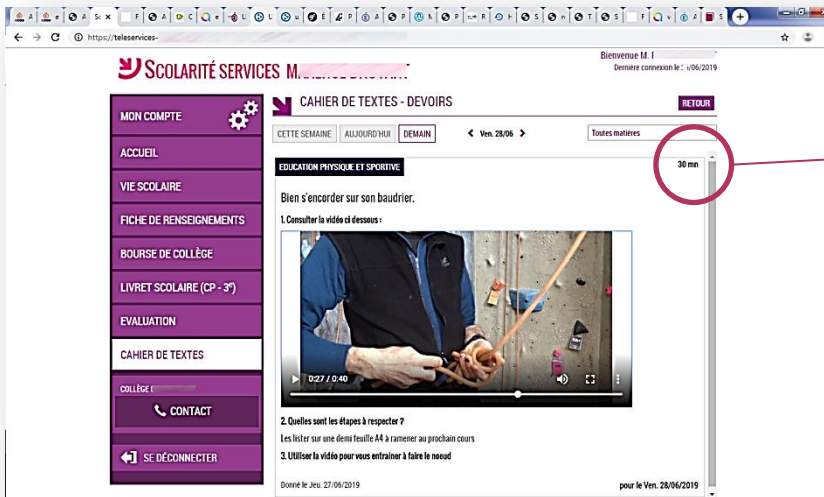 https://teleservices-
SCOLARITÉ SERVICES
Bienvenue M.
Dernière connexion le : /06/2019
MON COMPTE
ACCUEIL
VIE SCOLAIRE
FICHE DE RENSEIGNEMENTS
BOURSE DE COLLÈGE
LIVRET SCOLAIRE (CP - 3e)
EVALUATION
CAHIER DE TEXTES
COLLÈGE
CONTACT
SE DÉCONNECTER
CAHIER DE TEXTES - DEVOIRS
RETOUR
CETTE SEMAINE AUJOURD'HUI DEMAIN Ven. 28/06 Toutes matières
EDUCATION PHYSIQUE ET SPORTIVE 30 mn
Bien s'encorder sur son baudrier.
1. Consulter la vidéo ci dessous :
0:27 / 0:40
2. Quelles sont les étapes à respecter ?
Les lister sur une demi feuille A4 à ramener au prochain cours
3. Utiliser la vidéo pour vous entrainer à faire le noeud
Donné le Jeu. 27/06/2019 pour le Ven. 28/06/2019